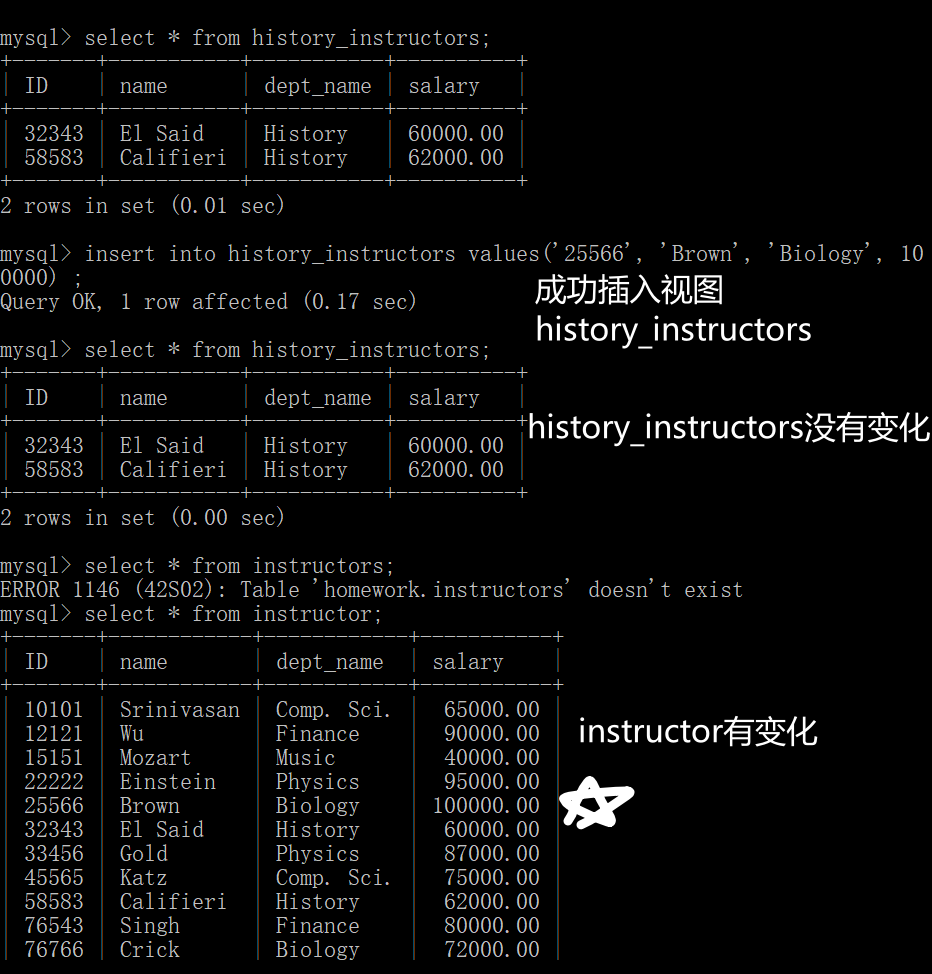 mysql> select * from history_instructors;
+-------+-----------+-----------+----------+
| ID    | name      | dept_name | salary   |
+-------+-----------+-----------+----------+
| 32343 | El Said   | History   | 60000.00 |
| 58583 | Califieri | History   | 62000.00 |
+-------+-----------+-----------+----------+
2 rows in set (0.01 sec)
mysql> insert into history_instructors values('25566', 'Brown', 'Biology', 10
0000) ;
成功插入视图
Query OK, 1 row affected (0.17 sec)
history_instructors
mysql> select * from history_instructors;
+-------+-----------+-----------+----------+
| ID    | name      | dept_name | salary   |
+-------+-----------+-----------+----------+
history_instructors没有变化
| 32343 | El Said   | History   | 60000.00 |
| 58583 | Califieri | History   | 62000.00 |
+-------+-----------+-----------+----------+
2 rows in set (0.00 sec)
mysql> select * from instructors;
ERROR 1146 (42S02): Table 'homework.instructors' doesn't exist
mysql> select * from instructor;
+-------+------------+------------+-----------+
| ID    | name       | dept_name  | salary    |
+-------+------------+------------+-----------+
| 10101 | Srinivasan | Comp. Sci. |  65000.00 |
| 12121 | Wu         | Finance    |  90000.00 |
instructor有变化
| 15151 | Mozart     | Music      |  40000.00 |
| 22222 | Einstein   | Physics    |  95000.00 |
| 25566 | Brown      | Biology    | 100000.00 |
| 32343 | El Said    | History    |  60000.00 |
| 33456 | Gold       | Physics    |  87000.00 |
| 45565 | Katz       | Comp. Sci. |  75000.00 |
| 58583 | Califieri  | History    |  62000.00 |
| 76543 | Singh      | Finance    |  80000.00 |
| 76766 | Crick      | Biology    |  72000.00 |